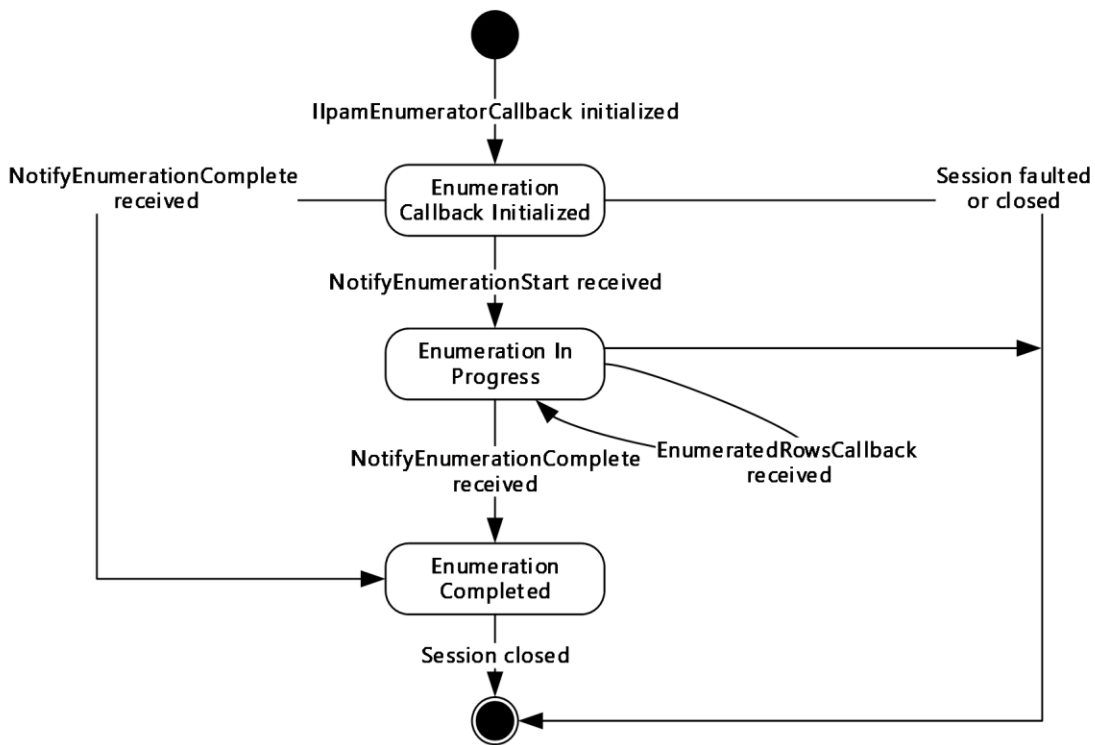 IIpamEnumeratorCallback initialized
NotifyEnumerationComplete
received
Enumeration
Callback Initialized
Session faulted
or closed
NotifyEnumerationStart received
Enumeration In
Progress
NotifyEnumerationComplete
received
EnumeratedRowsCallback
received
Enumeration
Completed
Session closed